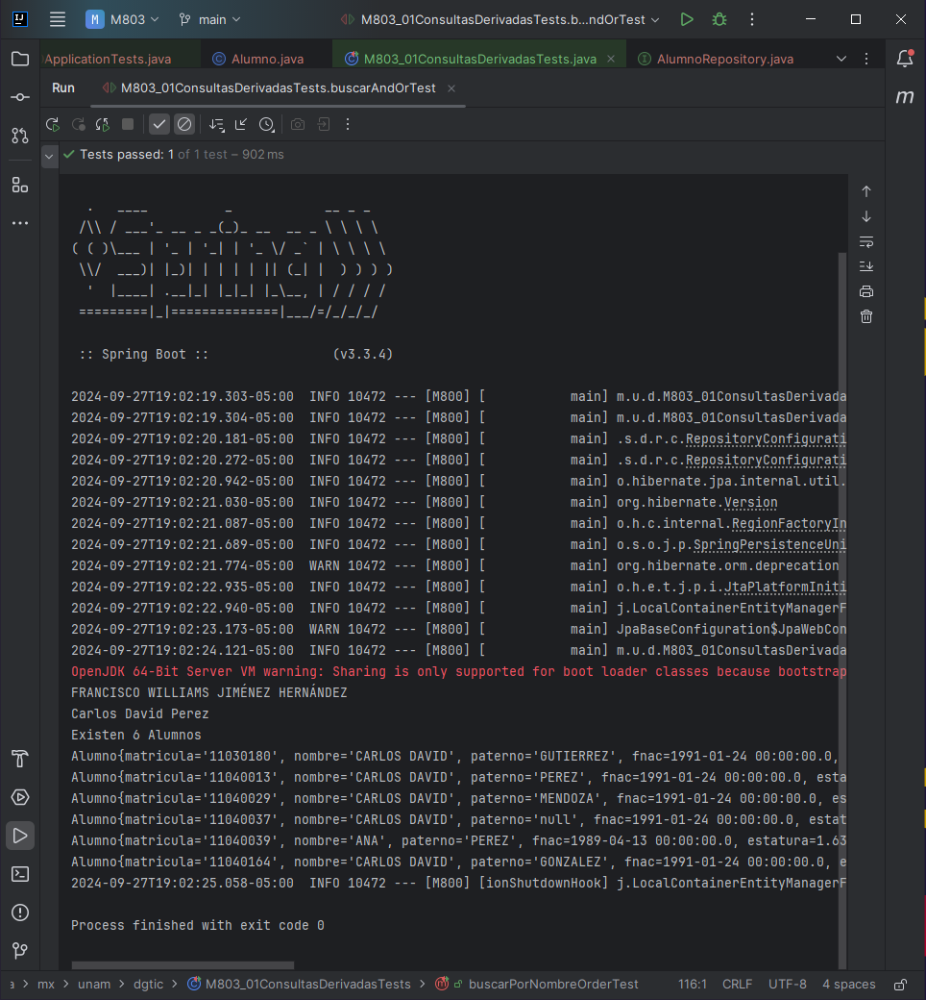 M803 main M803_01ConsultasDerivadasTests.b...ndOrTest
ApplicationTests.java Alumno.java M803_01ConsultasDerivadasTests.java AlumnoRepository.java
Run M803_01ConsultasDerivadasTests.buscarAndOrTest
Tests passed: 1 of 1 test – 902 ms
  .   ____          _            __ _ _
 /\\ / ___'_ __ _ _(_)_ __  __ _ \ \ \ \
( ( )\___ | '_ | '_| | '_ \/ _` | \ \ \ \
 \\/  ___)| |_)| | | | | || (_| |  ) ) ) )
  '  |____| .__|_| |_|_| |_\__, | / / / /
 =========|_|==============|___/=/_/_/_/
 :: Spring Boot ::                (v3.3.4)
2024-09-27T19:02:19.303-05:00  INFO 10472 --- [M800] [           main] m.u.d.M803_01ConsultasDerivada
2024-09-27T19:02:19.304-05:00  INFO 10472 --- [M800] [           main] m.u.d.M803_01ConsultasDerivada
2024-09-27T19:02:20.181-05:00  INFO 10472 --- [M800] [           main] .s.d.r.c.RepositoryConfigurati
2024-09-27T19:02:20.272-05:00  INFO 10472 --- [M800] [           main] .s.d.r.c.RepositoryConfigurati
2024-09-27T19:02:20.942-05:00  INFO 10472 --- [M800] [           main] o.hibernate.jpa.internal.util.
2024-09-27T19:02:21.030-05:00  INFO 10472 --- [M800] [           main] org.hibernate.Version
2024-09-27T19:02:21.087-05:00  INFO 10472 --- [M800] [           main] o.h.c.internal.RegionFactoryIn
2024-09-27T19:02:21.689-05:00  INFO 10472 --- [M800] [           main] o.s.o.j.p.SpringPersistenceUni
2024-09-27T19:02:21.774-05:00  WARN 10472 --- [M800] [           main] org.hibernate.orm.deprecation
2024-09-27T19:02:22.935-05:00  INFO 10472 --- [M800] [           main] o.h.e.t.j.p.i.JtaPlatformIniti
2024-09-27T19:02:22.940-05:00  INFO 10472 --- [M800] [           main] j.LocalContainerEntityManagerF
2024-09-27T19:02:23.173-05:00  WARN 10472 --- [M800] [           main] JpaBaseConfiguration$JpaWebCon
2024-09-27T19:02:24.121-05:00  INFO 10472 --- [M800] [           main] m.u.d.M803_01ConsultasDerivada
OpenJDK 64-Bit Server VM warning: Sharing is only supported for boot loader classes because bootstrap
FRANCISCO WILLIAMS JIMÉNEZ HERNÁNDEZ
Carlos David Perez
Existen 6 Alumnos
Alumno{matricula='11030180', nombre='CARLOS DAVID', paterno='GUTIERREZ', fnac=1991-01-24 00:00:00.0,
Alumno{matricula='11040013', nombre='CARLOS DAVID', paterno='PEREZ', fnac=1991-01-24 00:00:00.0, esta
Alumno{matricula='11040029', nombre='CARLOS DAVID', paterno='MENDOZA', fnac=1991-01-24 00:00:00.0, es
Alumno{matricula='11040037', nombre='CARLOS DAVID', paterno='null', fnac=1991-01-24 00:00:00.0, estat
Alumno{matricula='11040039', nombre='ANA', paterno='PEREZ', fnac=1989-04-13 00:00:00.0, estatura=1.63
Alumno{matricula='11040164', nombre='CARLOS DAVID', paterno='GONZALEZ', fnac=1991-01-24 00:00:00.0, e
2024-09-27T19:02:25.058-05:00  INFO 10472 --- [M800] [ionShutdownHook] j.LocalContainerEntityManagerF
Process finished with exit code 0
a > mx > unam > dgtic > M803_01ConsultasDerivadasTests > buscarPorNombreOrderTest 116:1 CRLF UTF-8 4 spaces